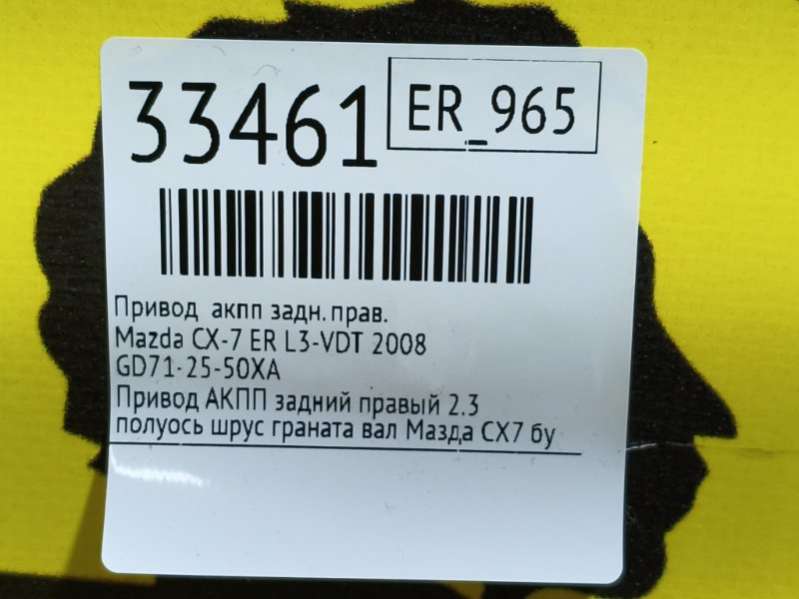 33461
ER_965
Привод акпп задн. прав.
Mazda CX-7 ER L3-VDT 2008
GD71-25-50XA
Привод АКПП задний правый 2.3
полуось шрус граната вал Мазда СХ7 бу